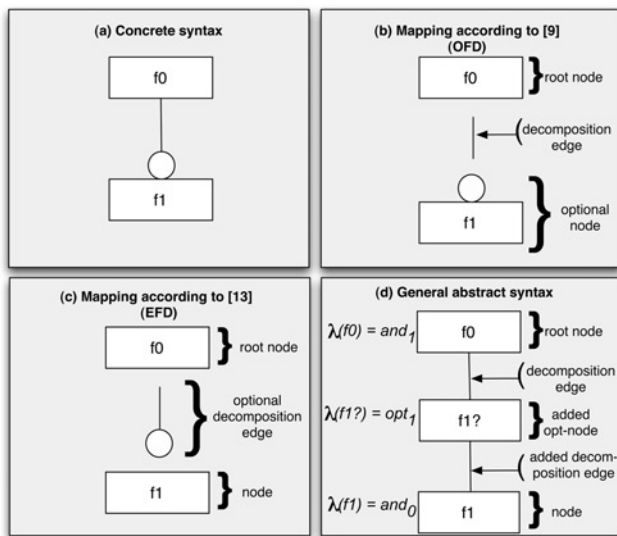 (a) Concrete syntax
f0
f1
(b) Mapping according to [9]
(OFD)
f0
root node
decomposition
edge
f1
optional
node
(c) Mapping according to [13]
(EFD)
f0
root node
optional
decomposition
edge
f1
node
(d) General abstract syntax
λ(f0) = and₁
f0
root node
decomposition
edge
λ(f1?) = opt₁
f1?
added
opt-node
added decom-
position edge
λ(f1) = and₀
f1
node